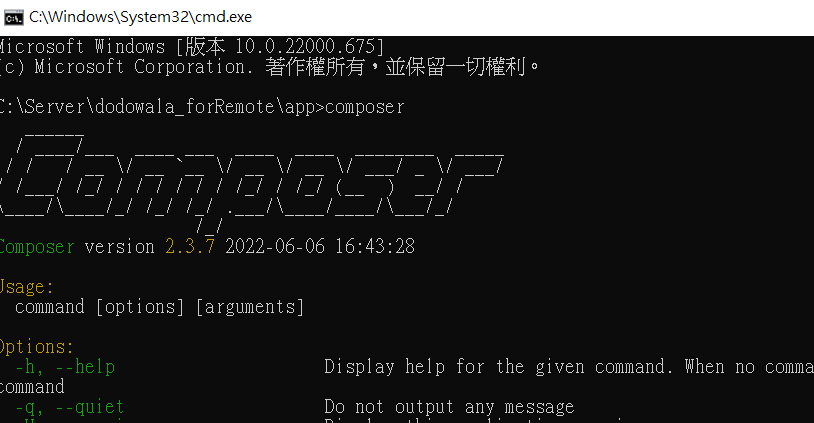 C:\Windows\System32\cmd.exe
Microsoft Windows [版本 10.0.22000.675]
(c) Microsoft Corporation. 著作權所有，並保留一切權利。
C:\Server\dodowala_forRemote\app>composer
Composer
Composer version 2.3.7 2022-06-06 16:43:28
Usage:
command [options] [arguments]
Options:
-h, --help Display help for the given command. When no comma
command
-q, --quiet Do not output any message